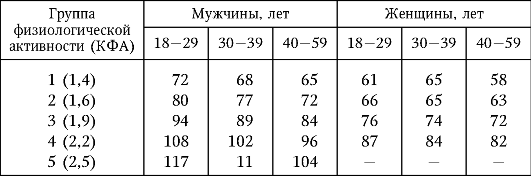 Группа физиологической активности (КФА) Мужчины, лет Женщины, лет
18—29 30—39 40—59 18—29 30—39 40—59
1 (1,4) 72 68 65 61 65 58
2 (1,6) 80 77 72 66 65 63
3 (1,9) 94 89 84 76 74 72
4 (2,2) 108 102 96 87 84 82
5 (2,5) 117 11 104 — — —